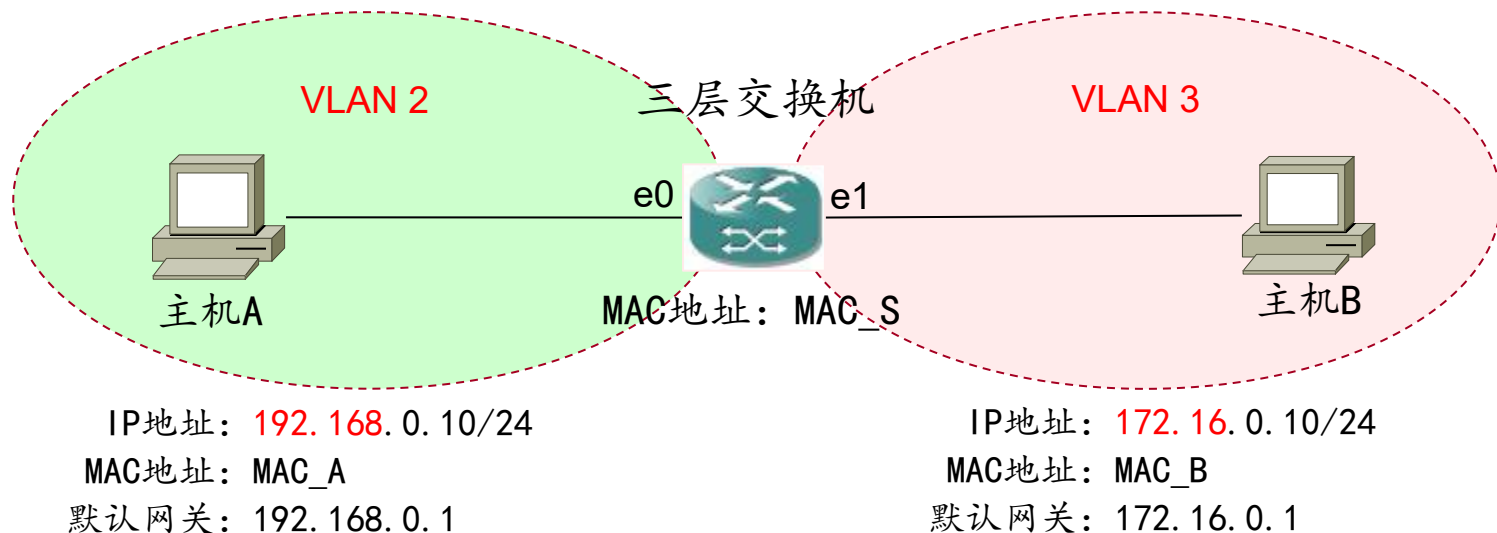 VLAN 2
三层交换机
VLAN 3
e0
e1
主机A
MAC地址：MAC_S
主机B
IP地址：192.168.0.10/24
MAC地址：MAC_A
默认网关：192.168.0.1
IP地址：172.16.0.10/24
MAC地址：MAC_B
默认网关：172.16.0.1